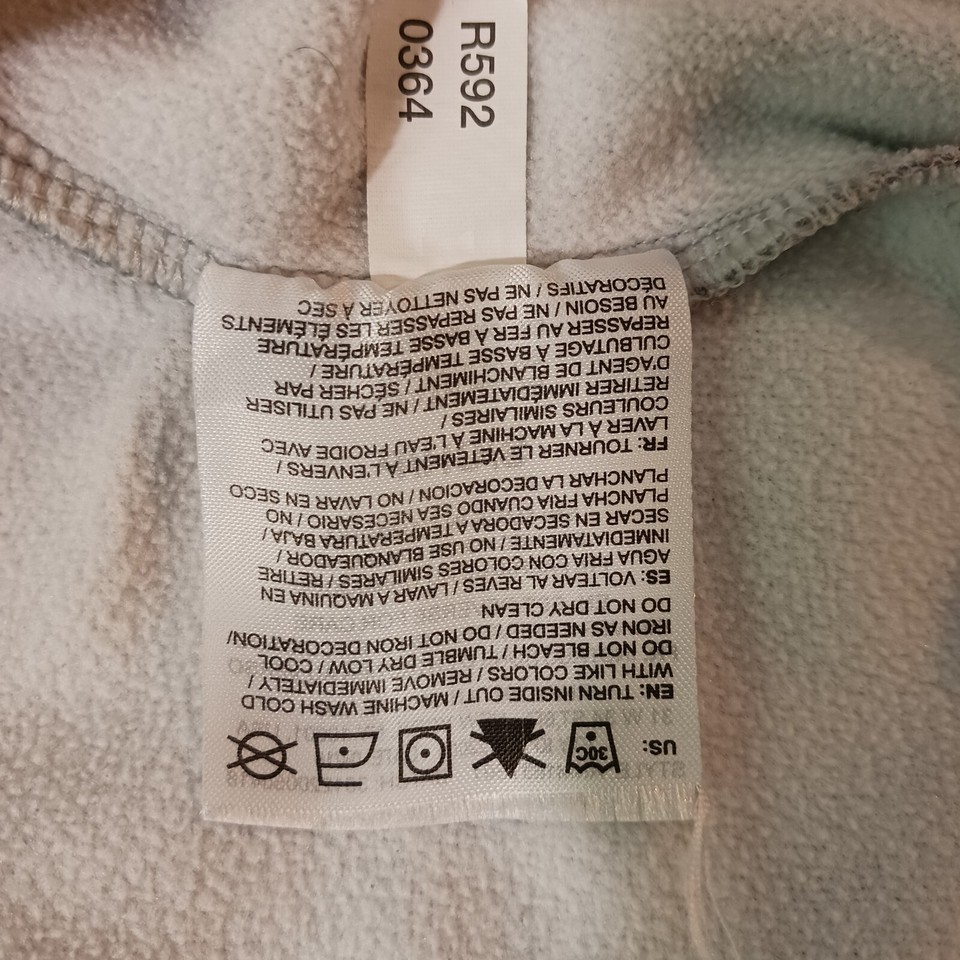 R592
0364
US: 30C
EN: TURN INSIDE OUT / MACHINE WASH COLD
WITH LIKE COLORS / REMOVE IMMEDIATELY /
DO NOT BLEACH / TUMBLE DRY LOW / COOL
IRON AS NEEDED / DO NOT IRON DECORATION/
DO NOT DRY CLEAN
ES: VOLTEAR AL REVES / LAVAR A MAQUINA EN
AGUA FRIA CON COLORES SIMILARES / RETIRE
INMEDIATAMENTE / NO USE BLANQUEADOR /
SECAR EN SECADORA A TEMPERATURA BAJA /
PLANCHA FRIA CUANDO SEA NECESARIO / NO
PLANCHAR LA DECORACION / NO LAVAR EN SECO
FR: TOURNER LE VÊTEMENT À L'ENVERS /
LAVER À LA MACHINE À L'EAU FROIDE AVEC
COULEURS SIMILAIRES /
RETIRER IMMÉDIATEMENT / NE PAS UTILISER
D'AGENT DE BLANCHIMENT / SÉCHER PAR
CULBUTAGE À BASSE TEMPÉRATURE /
REPASSER AU FER À BASSE TEMPÉRATURE
AU BESOIN / NE PAS REPASSER LES ÉLÉMENTS
DÉCORATIFS / NE PAS NETTOYER À SEC